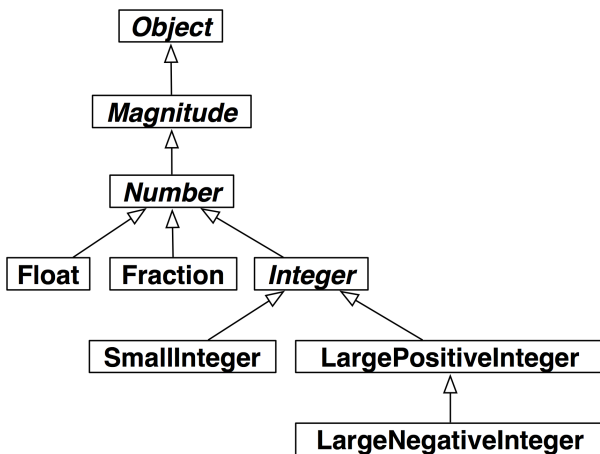 Object
Magnitude
Number
Float
Fraction
Integer
SmallInteger
LargePositiveInteger
LargeNegativeInteger